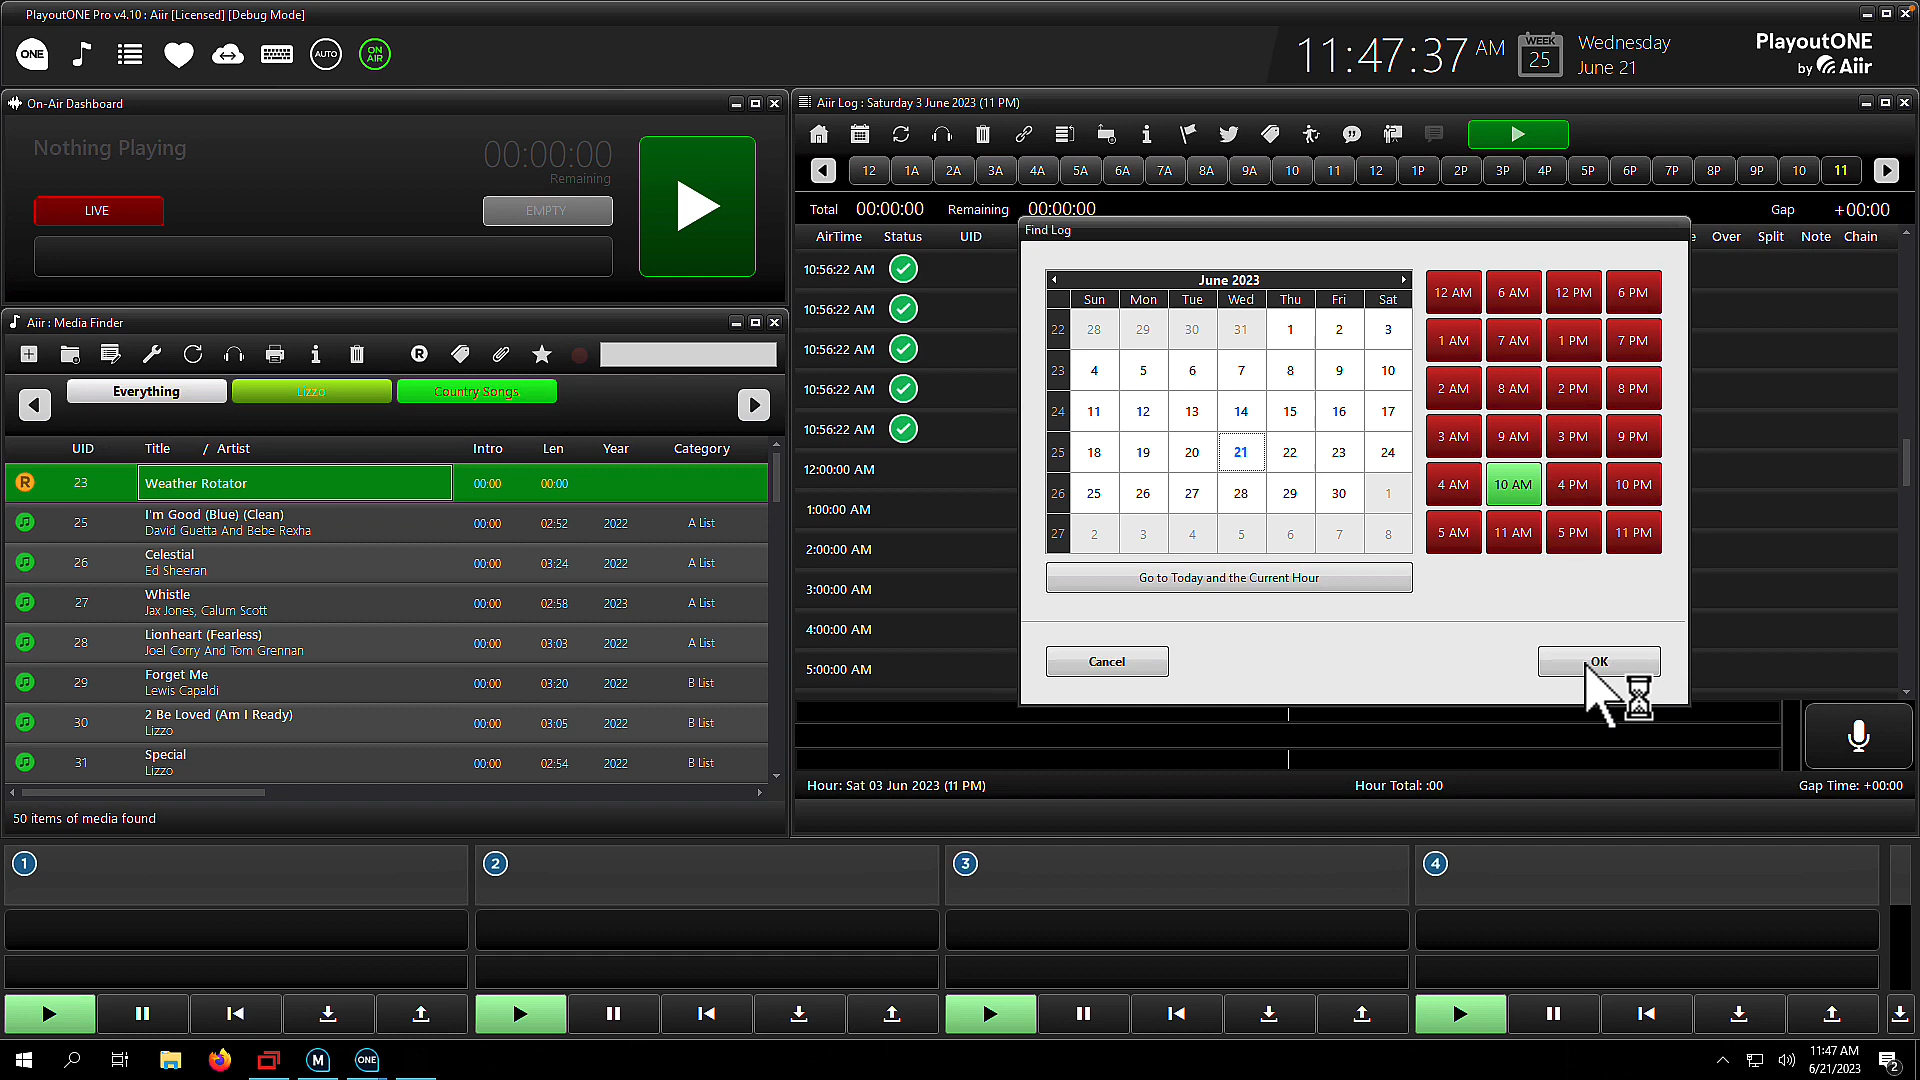 PlayoutONE Pro v4.10 : Aiir [Licensed] [Debug Mode]
ONE
AUTO
ON AIR
11:47:37 AM
WEEK
25
Wednesday
June 21
PlayoutONE
by Aiir
On-Air Dashboard
Nothing Playing
00:00:00
Remaining
LIVE
EMPTY
Aiir Log : Saturday 3 June 2023 (11 PM)
12 1A 2A 3A 4A 5A 6A 7A 8A 9A 10 11 12 1P 2P 3P 4P 5P 6P 7P 8P 9P 10 11
Total 00:00:00 Remaining 00:00:00 Gap +00:00
AirTime Status UID Over Split Note Chain
10:56:22 AM
10:56:22 AM
10:56:22 AM
10:56:22 AM
10:56:22 AM
12:00:00 AM
1:00:00 AM
2:00:00 AM
3:00:00 AM
4:00:00 AM
5:00:00 AM
Find Log
June 2023
Sun Mon Tue Wed Thu Fri Sat
22 28 29 30 31 1 2 3
23 4 5 6 7 8 9 10
24 11 12 13 14 15 16 17
25 18 19 20 21 22 23 24
26 25 26 27 28 29 30 1
27 2 3 4 5 6 7 8
Go to Today and the Current Hour
12 AM 6 AM 12 PM 6 PM
1 AM 7 AM 1 PM 7 PM
2 AM 8 AM 2 PM 8 PM
3 AM 9 AM 3 PM 9 PM
4 AM 10 AM 4 PM 10 PM
5 AM 11 AM 5 PM 11 PM
Cancel
OK
Hour: Sat 03 Jun 2023 (11 PM) Hour Total: :00 Gap Time: +00:00
Aiir : Media Finder
R
Everything Lizzo Country Songs
UID Title / Artist Intro Len Year Category
R 23 Weather Rotator 00:00 00:00
25 I'm Good (Blue) (Clean) 00:00 02:52 2022 A List
David Guetta And Bebe Rexha
26 Celestial 00:00 03:24 2022 A List
Ed Sheeran
27 Whistle 00:00 02:58 2023 A List
Jax Jones, Calum Scott
28 Lionheart (Fearless) 00:00 03:03 2022 A List
Joel Corry And Tom Grennan
29 Forget Me 00:00 03:20 2022 B List
Lewis Capaldi
30 2 Be Loved (Am I Ready) 00:00 03:05 2022 B List
Lizzo
31 Special 00:00 02:54 2022 B List
Lizzo
50 items of media found
1 2 3 4
M
ONE
11:47 AM
6/21/2023
2